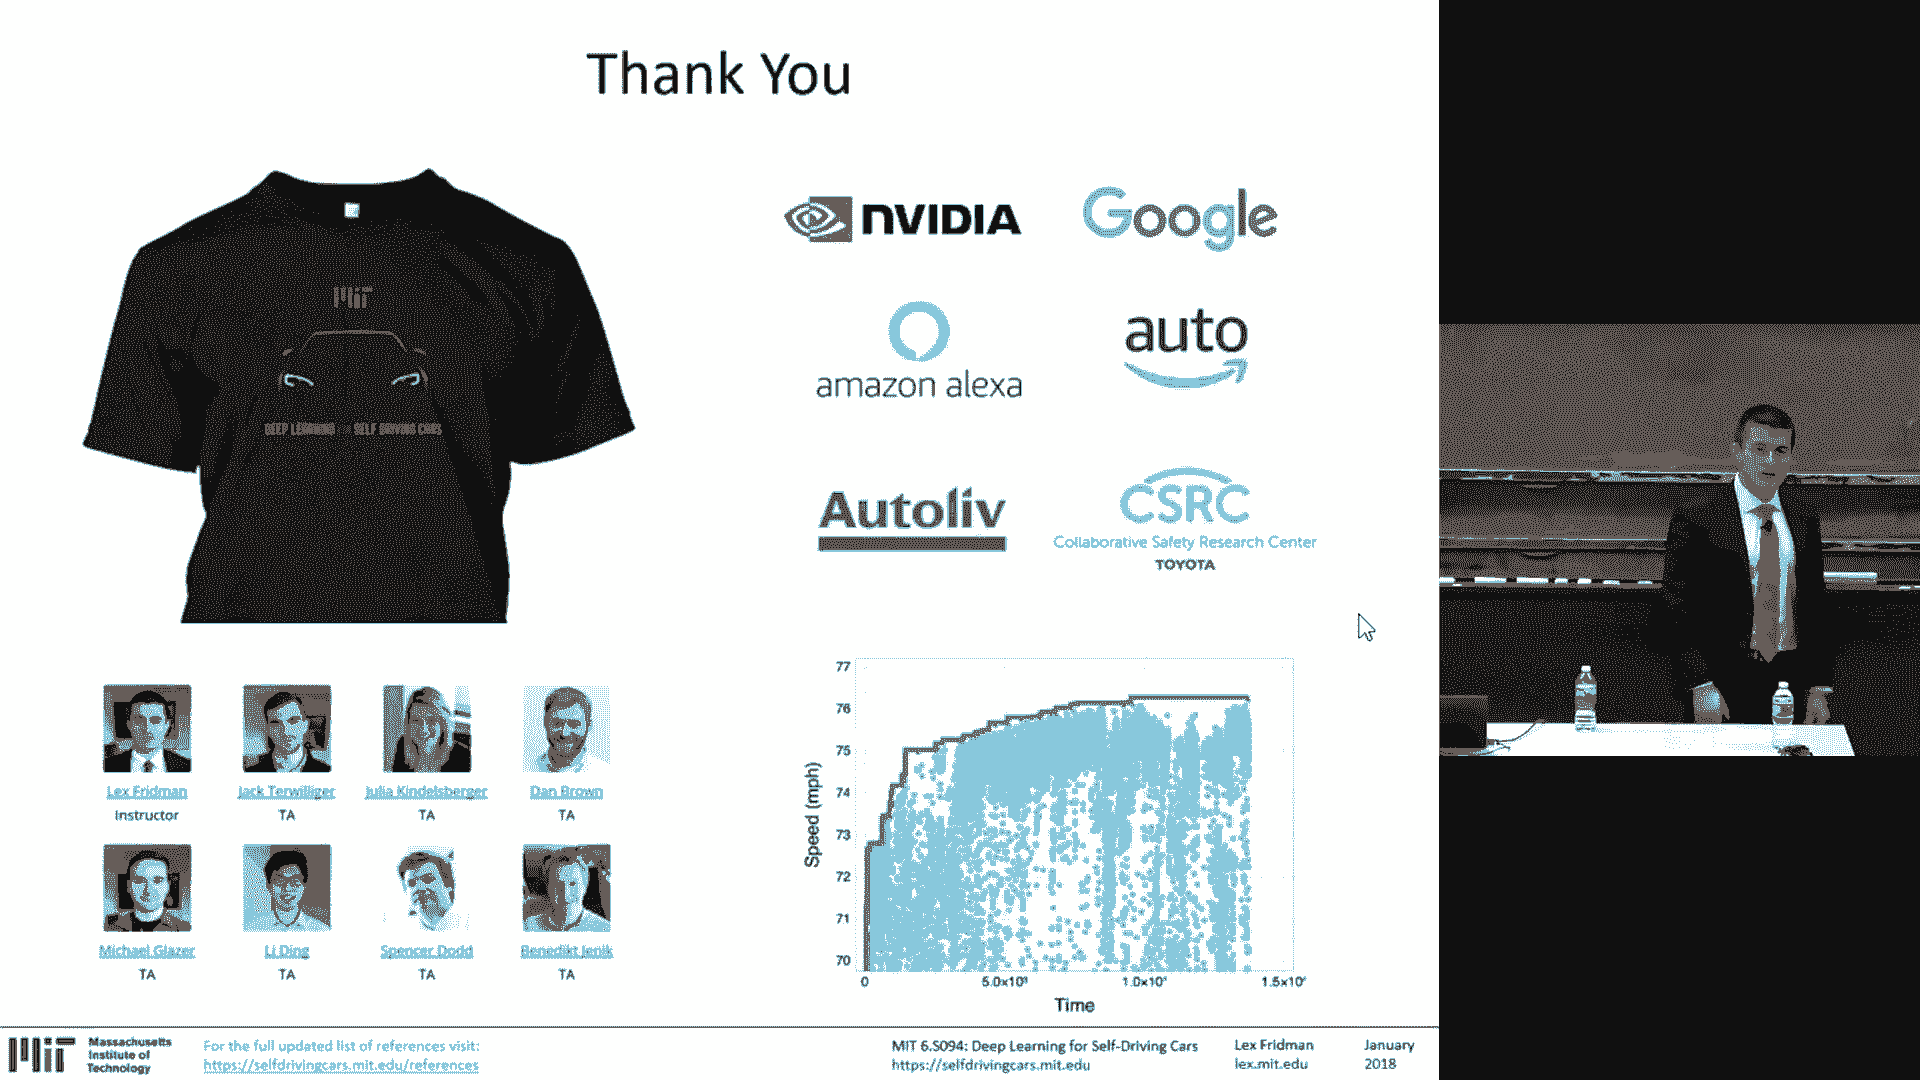 Thank You
MIT
DEEP LEARNING FOR SELF DRIVING CARS
NVIDIA
Google
amazon alexa
auto
Autoliv
CSRC
Collaborative Safety Research Center
TOYOTA
Lex Fridman
Instructor
Jack Terwilliger
TA
Julia Kindelsberger
TA
Dan Brown
TA
Michael Glazer
TA
Li Ding
TA
Spencer Dodd
TA
Benedikt Jenik
TA
77
76
75
74
73
72
71
70
Speed (mph)
0
1.5x10⁶
Time
MIT
Massachusetts
Institute of
Technology
For the full updated list of references visit:
https://selfdrivingcars.mit.edu/references
MIT 6.S094: Deep Learning for Self-Driving Cars
https://selfdrivingcars.mit.edu
Lex Fridman
lex.mit.edu
January
2018